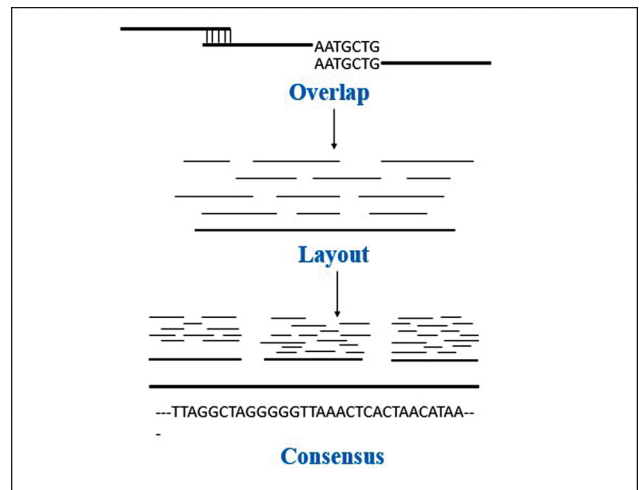 AATGCTG
AATGCTG
Overlap
Layout
---TTAGGCTAGGGGGTTAAACTCACTAACATAA--
-
Consensus